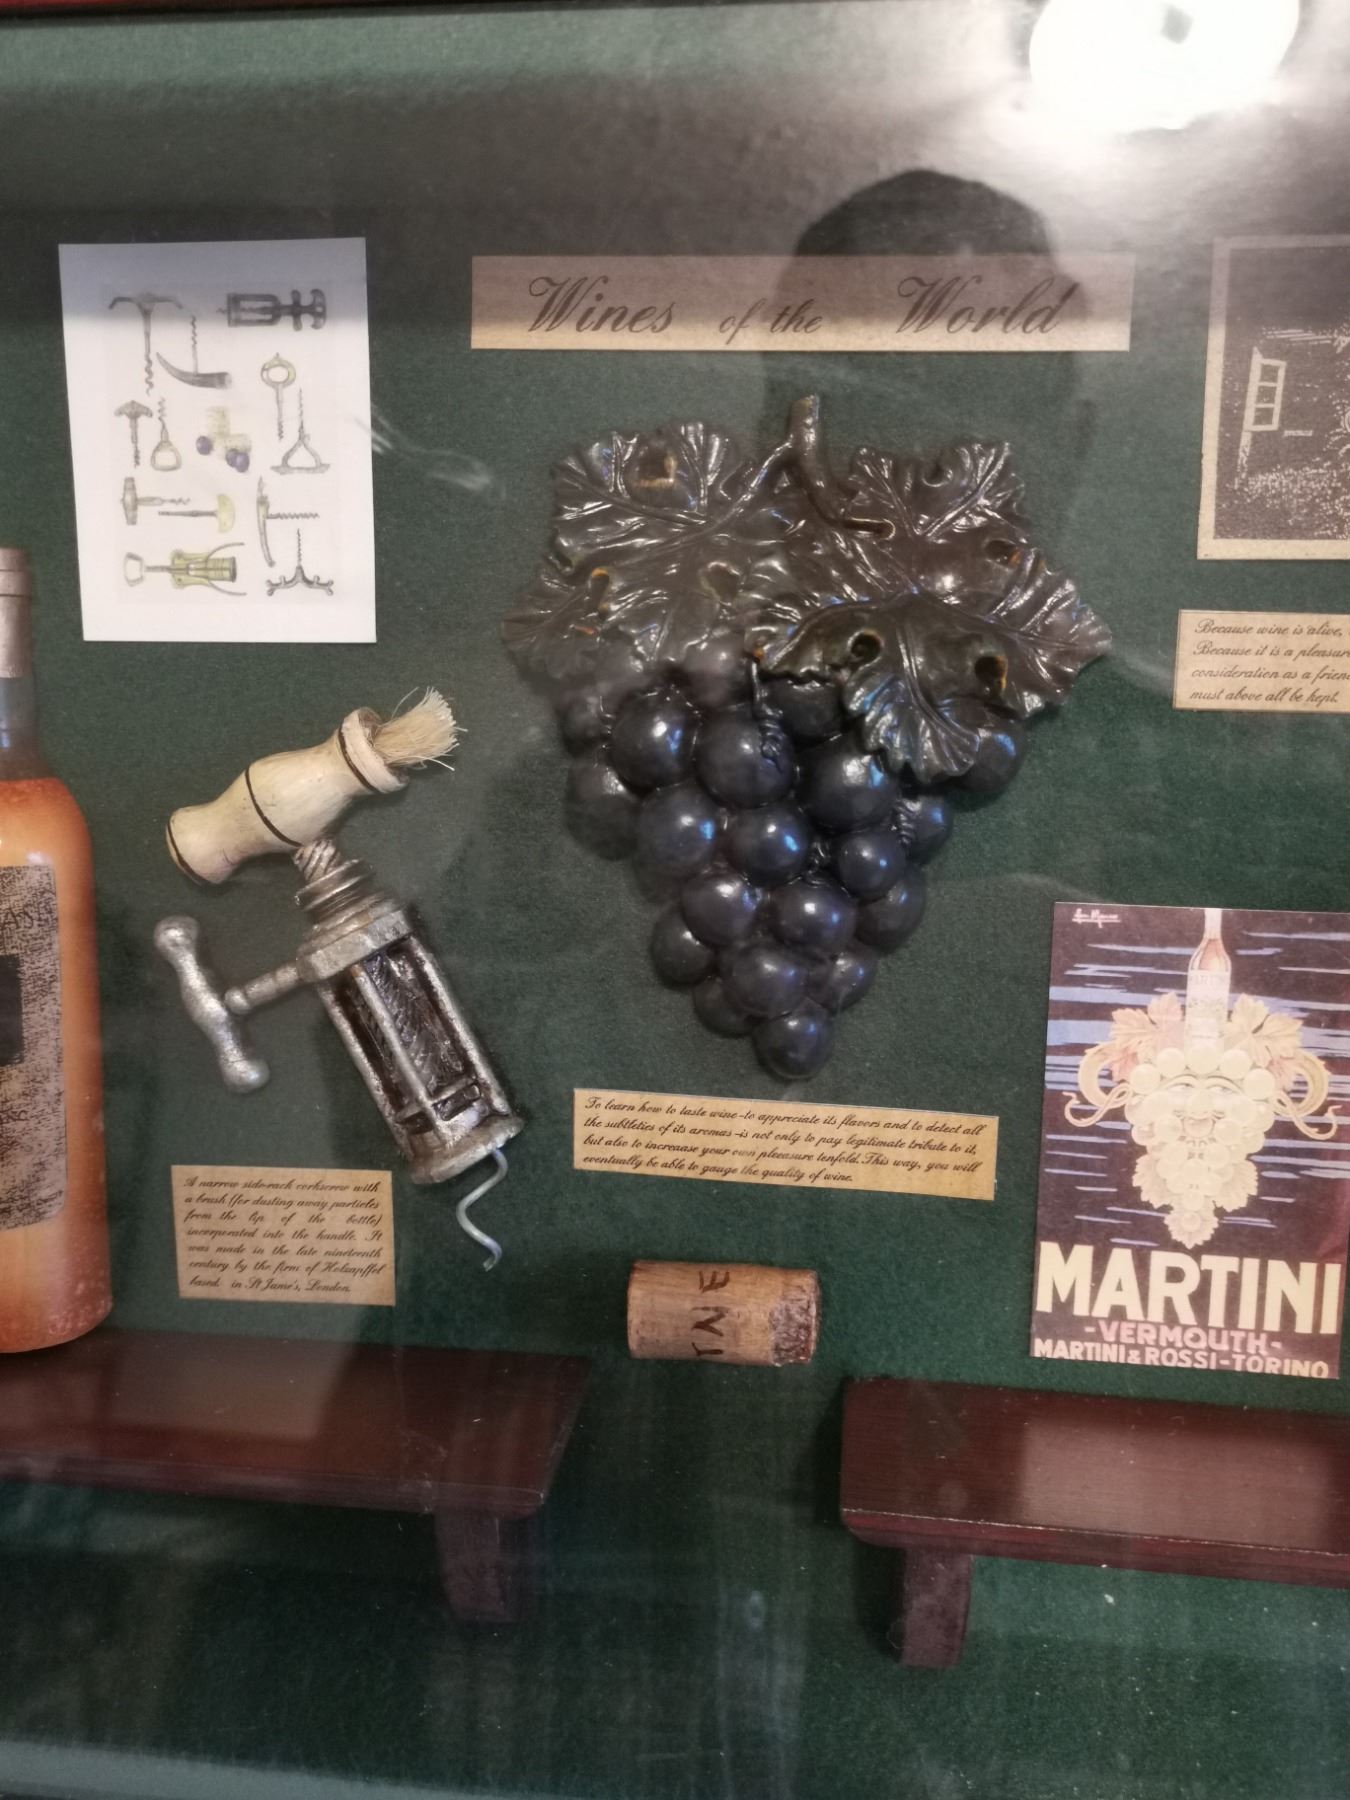 Wines of the World
Because wine is alive,
Because it is a pleasure
consideration as a frien
must above all be kept.
To learn how to taste wine-to appreciate its flavors and to detect all
the subtleties of its aromas-is not only to pay legitimate tribute to it,
but also to increase your own pleasure tenfold. This way, you will
eventually be able to gauge the quality of wine.
A narrow side-rack corkscrew with
a brush (for dusting away particles
from the lip of the bottle)
incorporated into the handle. It
was made in the late nineteenth
century by the firm of Holzapffel
based in St Jame's, London.
MARTINI
-VERMOUTH-
MARTINI & ROSSI-TORINO